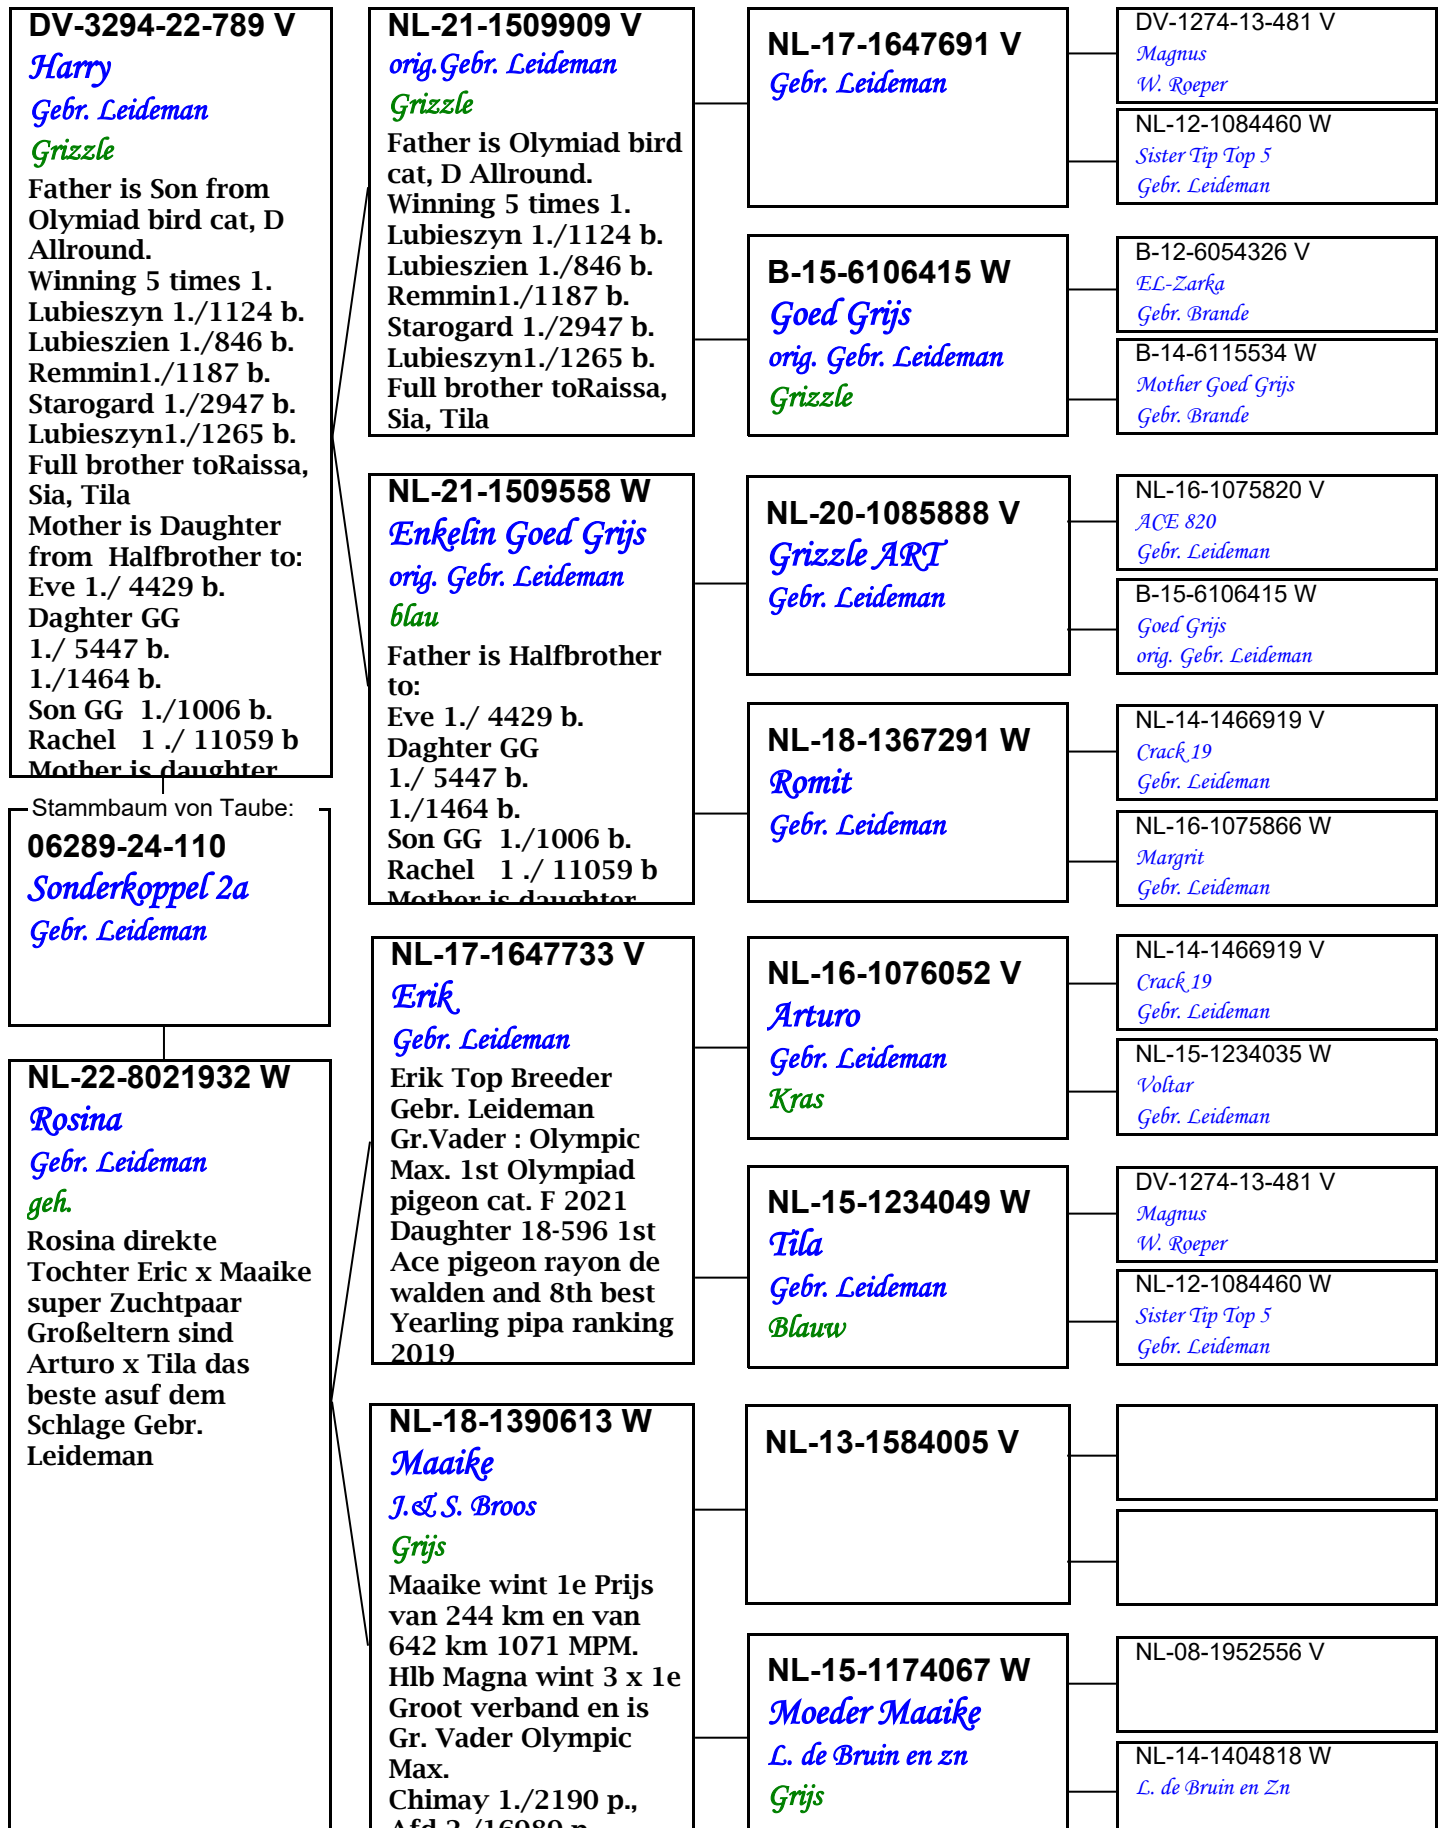 DV-3294-22-789 V
Harry
Gebr. Leideman
Grizzle
Father is Son from
Olymiad bird cat, D
Allround.
Winning 5 times 1.
Lubieszyn 1./1124 b.
Lubieszien 1./846 b.
Remmin1./1187 b.
Starogard 1./2947 b.
Lubieszyn1./1265 b.
Full brother toRaissa,
Sia, Tila
Mother is Daughter
from  Halfbrother to:
Eve 1./ 4429 b.
Daghter GG
1./ 5447 b.
1./1464 b.
Son GG  1./1006 b.
Rachel   1 ./ 11059 b
Mother is daughter
Stammbaum von Taube:
06289-24-110
Sonderkoppel 2a
Gebr. Leideman
NL-22-8021932 W
Rosina
Gebr. Leideman
geh.
Rosina direkte
Tochter Eric x Maaike
super Zuchtpaar
Großeltern sind
Arturo x Tila das
beste asuf dem
Schlage Gebr.
Leideman
NL-21-1509909 V
orig.Gebr. Leideman
Grizzle
Father is Olymiad bird
cat, D Allround.
Winning 5 times 1.
Lubieszyn 1./1124 b.
Lubieszien 1./846 b.
Remmin1./1187 b.
Starogard 1./2947 b.
Lubieszyn1./1265 b.
Full brother toRaissa,
Sia, Tila
NL-21-1509558 W
Enkelin Goed Grijs
orig. Gebr. Leideman
blau
Father is Halfbrother
to:
Eve 1./ 4429 b.
Daghter GG
1./ 5447 b.
1./1464 b.
Son GG  1./1006 b.
Rachel   1 ./ 11059 b
Mother is daughter
NL-17-1647733 V
Erik
Gebr. Leideman
Erik Top Breeder
Gebr. Leideman
Gr.Vader : Olympic
Max. 1st Olympiad
pigeon cat. F 2021
Daughter 18-596 1st
Ace pigeon rayon de
walden and 8th best
Yearling pipa ranking
2019
NL-18-1390613 W
Maaike
J.& S. Broos
Grijs
Maaike wint 1e Prijs
van 244 km en van
642 km 1071 MPM.
Hlb Magna wint 3 x 1e
Groot verband en is
Gr. Vader Olympic
Max.
Chimay 1./2190 p.,
Afd 2./16989 p.
NL-17-1647691 V
Gebr. Leideman
B-15-6106415 W
Goed Grijs
orig. Gebr. Leideman
Grizzle
NL-20-1085888 V
Grizzle ART
Gebr. Leideman
NL-18-1367291 W
Romit
Gebr. Leideman
NL-16-1076052 V
Arturo
Gebr. Leideman
Kras
NL-15-1234049 W
Tila
Gebr. Leideman
Blauw
NL-13-1584005 V
NL-15-1174067 W
Moeder Maaike
L. de Bruin en zn
Grijs
DV-1274-13-481 V
Magnus
W. Roeper
NL-12-1084460 W
Sister Tip Top 5
Gebr. Leideman
B-12-6054326 V
EL-Zarka
Gebr. Brande
B-14-6115534 W
Mother Goed Grijs
Gebr. Brande
NL-16-1075820 V
ACE 820
Gebr. Leideman
B-15-6106415 W
Goed Grijs
orig. Gebr. Leideman
NL-14-1466919 V
Crack 19
Gebr. Leideman
NL-16-1075866 W
Margrit
Gebr. Leideman
NL-14-1466919 V
Crack 19
Gebr. Leideman
NL-15-1234035 W
Voltar
Gebr. Leideman
DV-1274-13-481 V
Magnus
W. Roeper
NL-12-1084460 W
Sister Tip Top 5
Gebr. Leideman
NL-08-1952556 V
NL-14-1404818 W
L. de Bruin en Zn